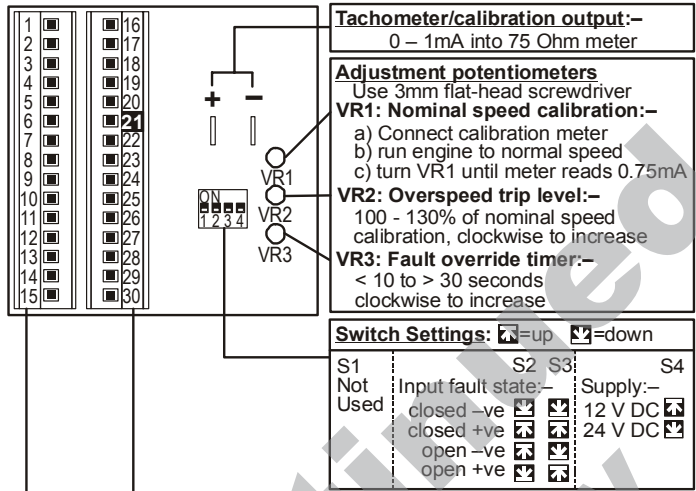 1 16
2 17
3 18
4 19
5 20
6 21
7 22
8 23
9 24
10 25
11 26
12 27
13 28
14 29
15 30
+ –
VR1
VR2
VR3
ON
1 2 3 4
Tachometer/calibration output:–
0 – 1mA into 75 Ohm meter
Adjustment potentiometers
Use 3mm flat-head screwdriver
VR1: Nominal speed calibration:–
a) Connect calibration meter
b) run engine to normal speed
c) turn VR1 until meter reads 0.75mA
VR2: Overspeed trip level:–
100 - 130% of nominal speed
calibration, clockwise to increase
VR3: Fault override timer:–
< 10 to > 30 seconds
clockwise to increase
Switch Settings: =up =down
S1 S2 S3 S4
Not Input fault state:– Supply:–
Used closed –ve 12 V DC
closed +ve 24 V DC
open –ve
open +ve